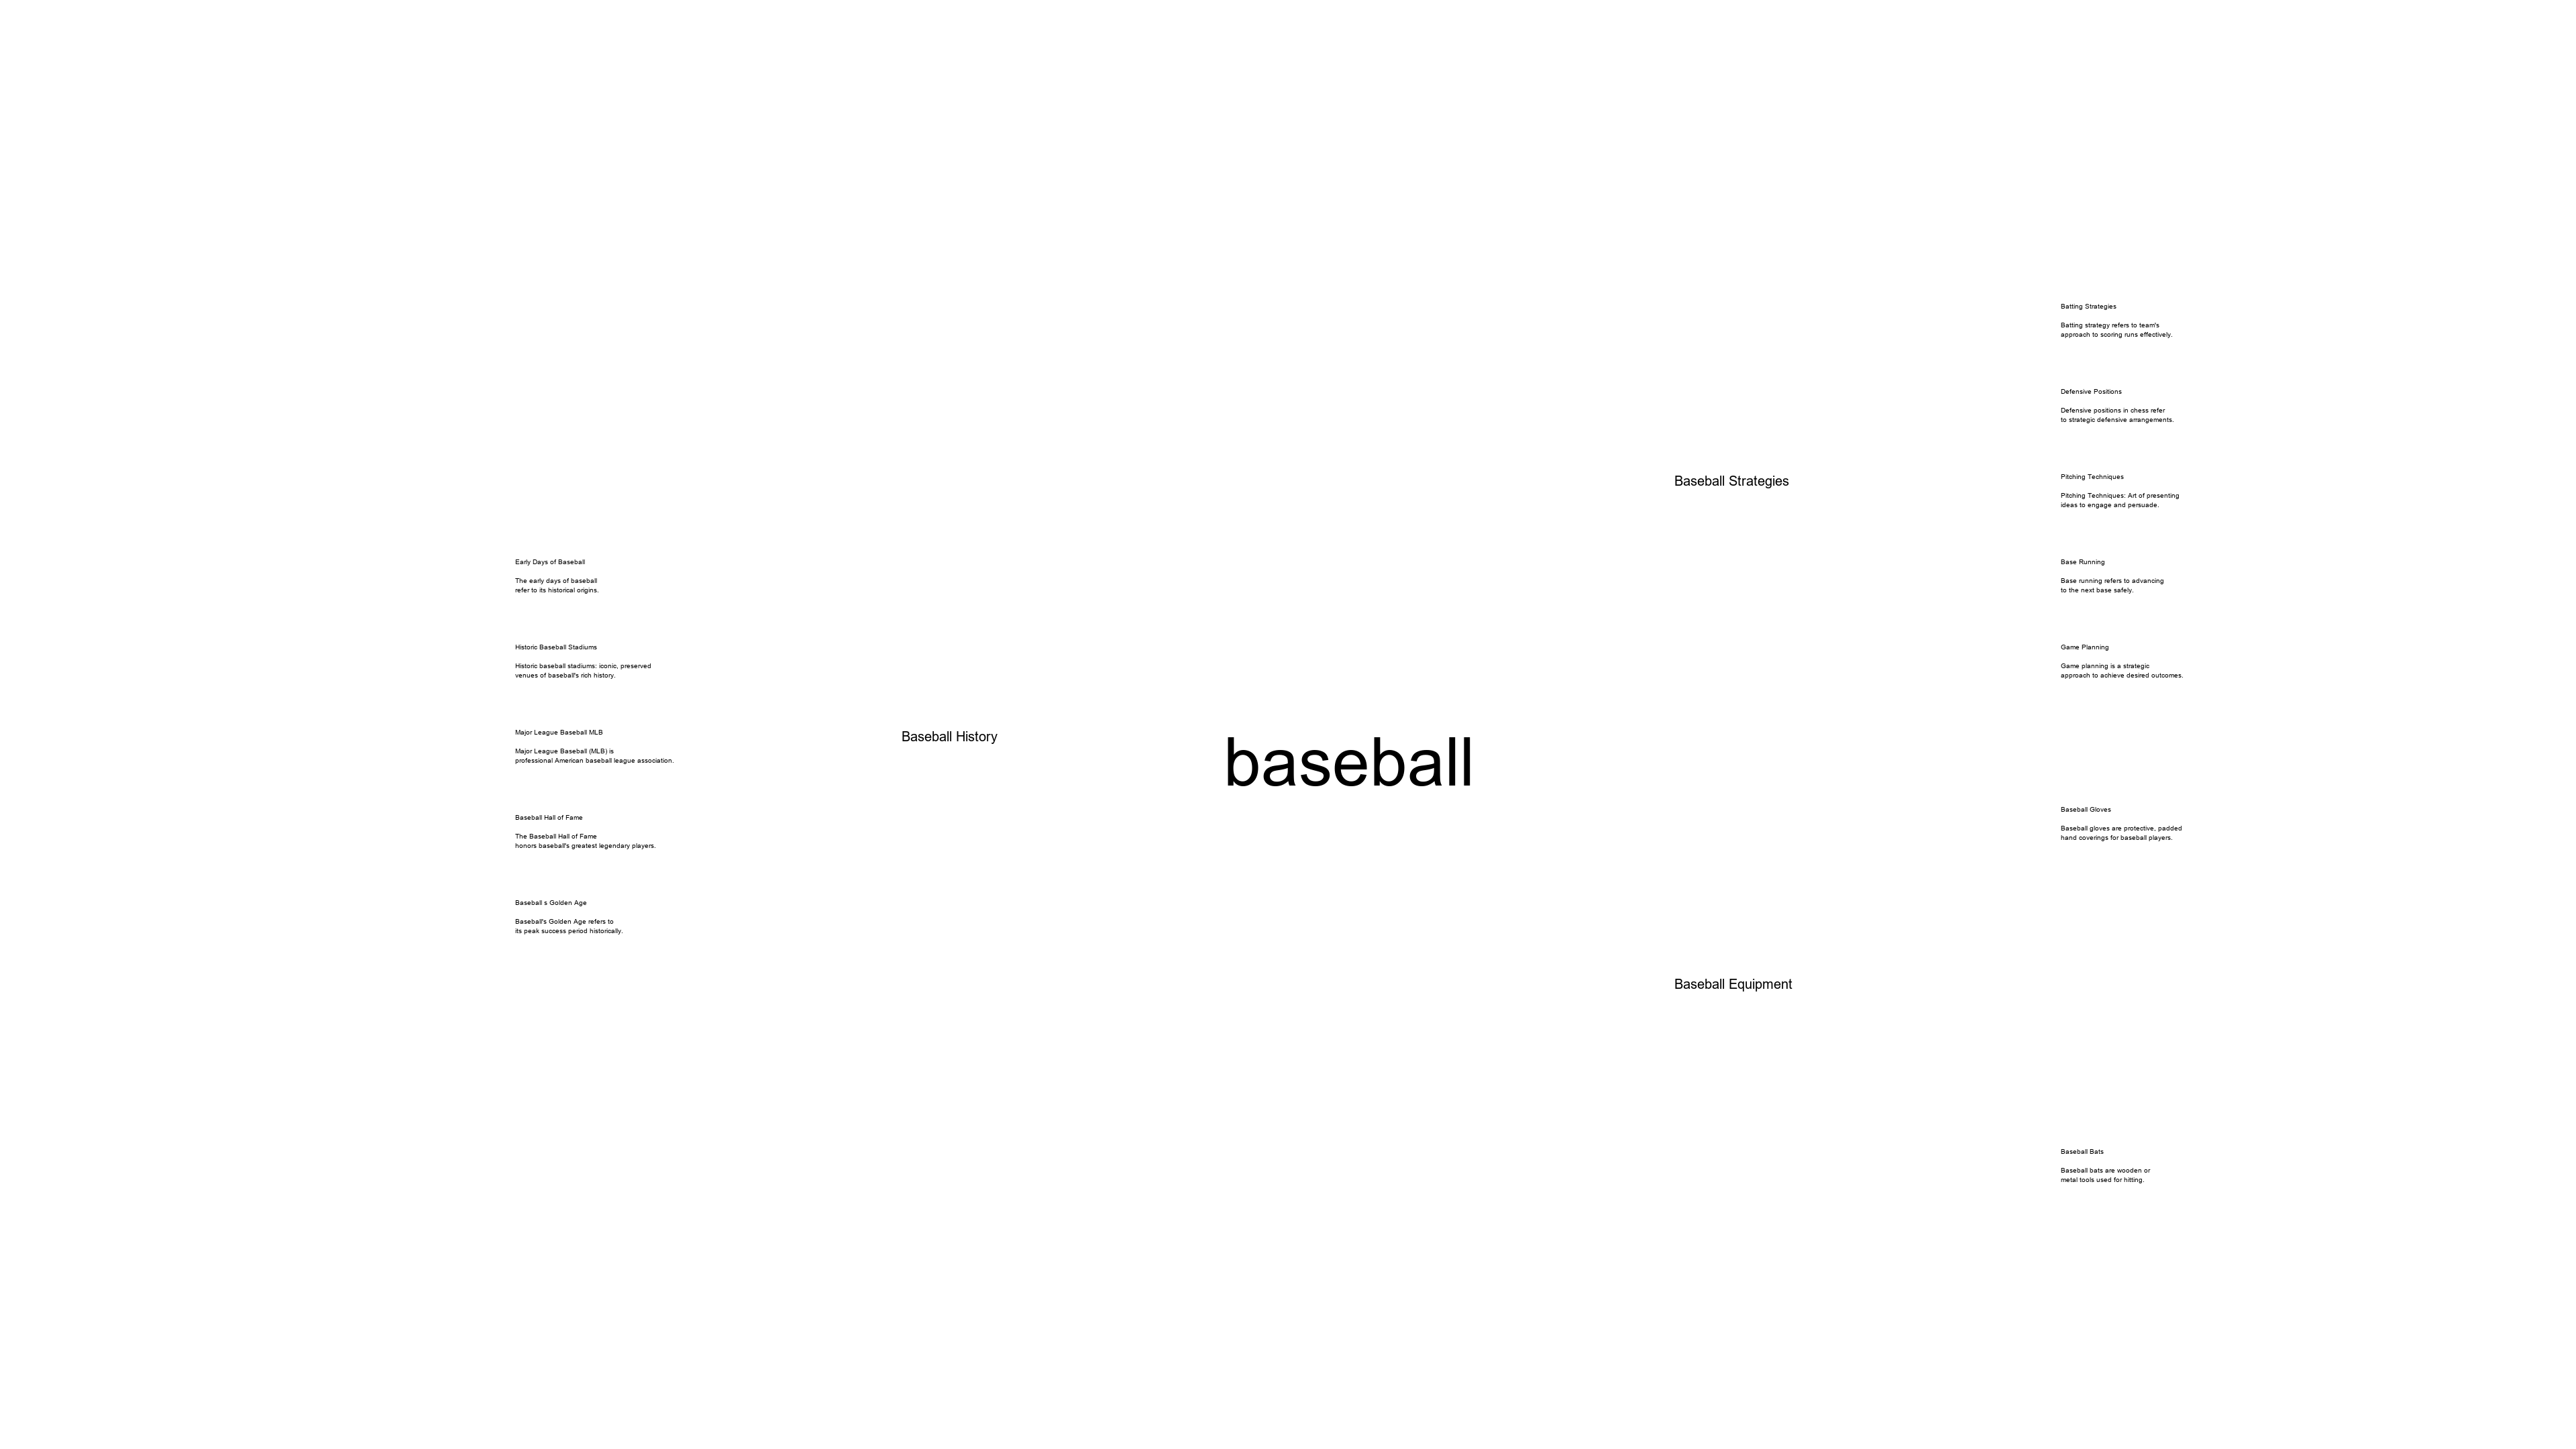 baseball
Baseball Strategies
Batting Strategies
Batting strategy refers to team's
approach to scoring runs effectively.
Defensive Positions
Defensive positions in chess refer
to strategic defensive arrangements.
Pitching Techniques
Pitching Techniques: Art of presenting
ideas to engage and persuade.
Base Running
Base running refers to advancing
to the next base safely.
Game Planning
Game planning is a strategic
approach to achieve desired outcomes.
Baseball History
Early Days of Baseball
The early days of baseball
refer to its historical origins.
Historic Baseball Stadiums
Historic baseball stadiums: iconic, preserved
venues of baseball's rich history.
Major League Baseball MLB
Major League Baseball (MLB) is
professional American baseball league association.
Baseball Hall of Fame
The Baseball Hall of Fame
honors baseball's greatest legendary players.
Baseball s Golden Age
Baseball's Golden Age refers to
its peak success period historically.
Baseball Equipment
Baseball Gloves
Baseball gloves are protective, padded
hand coverings for baseball players.
Baseball Bats
Baseball bats are wooden or
metal tools used for hitting.